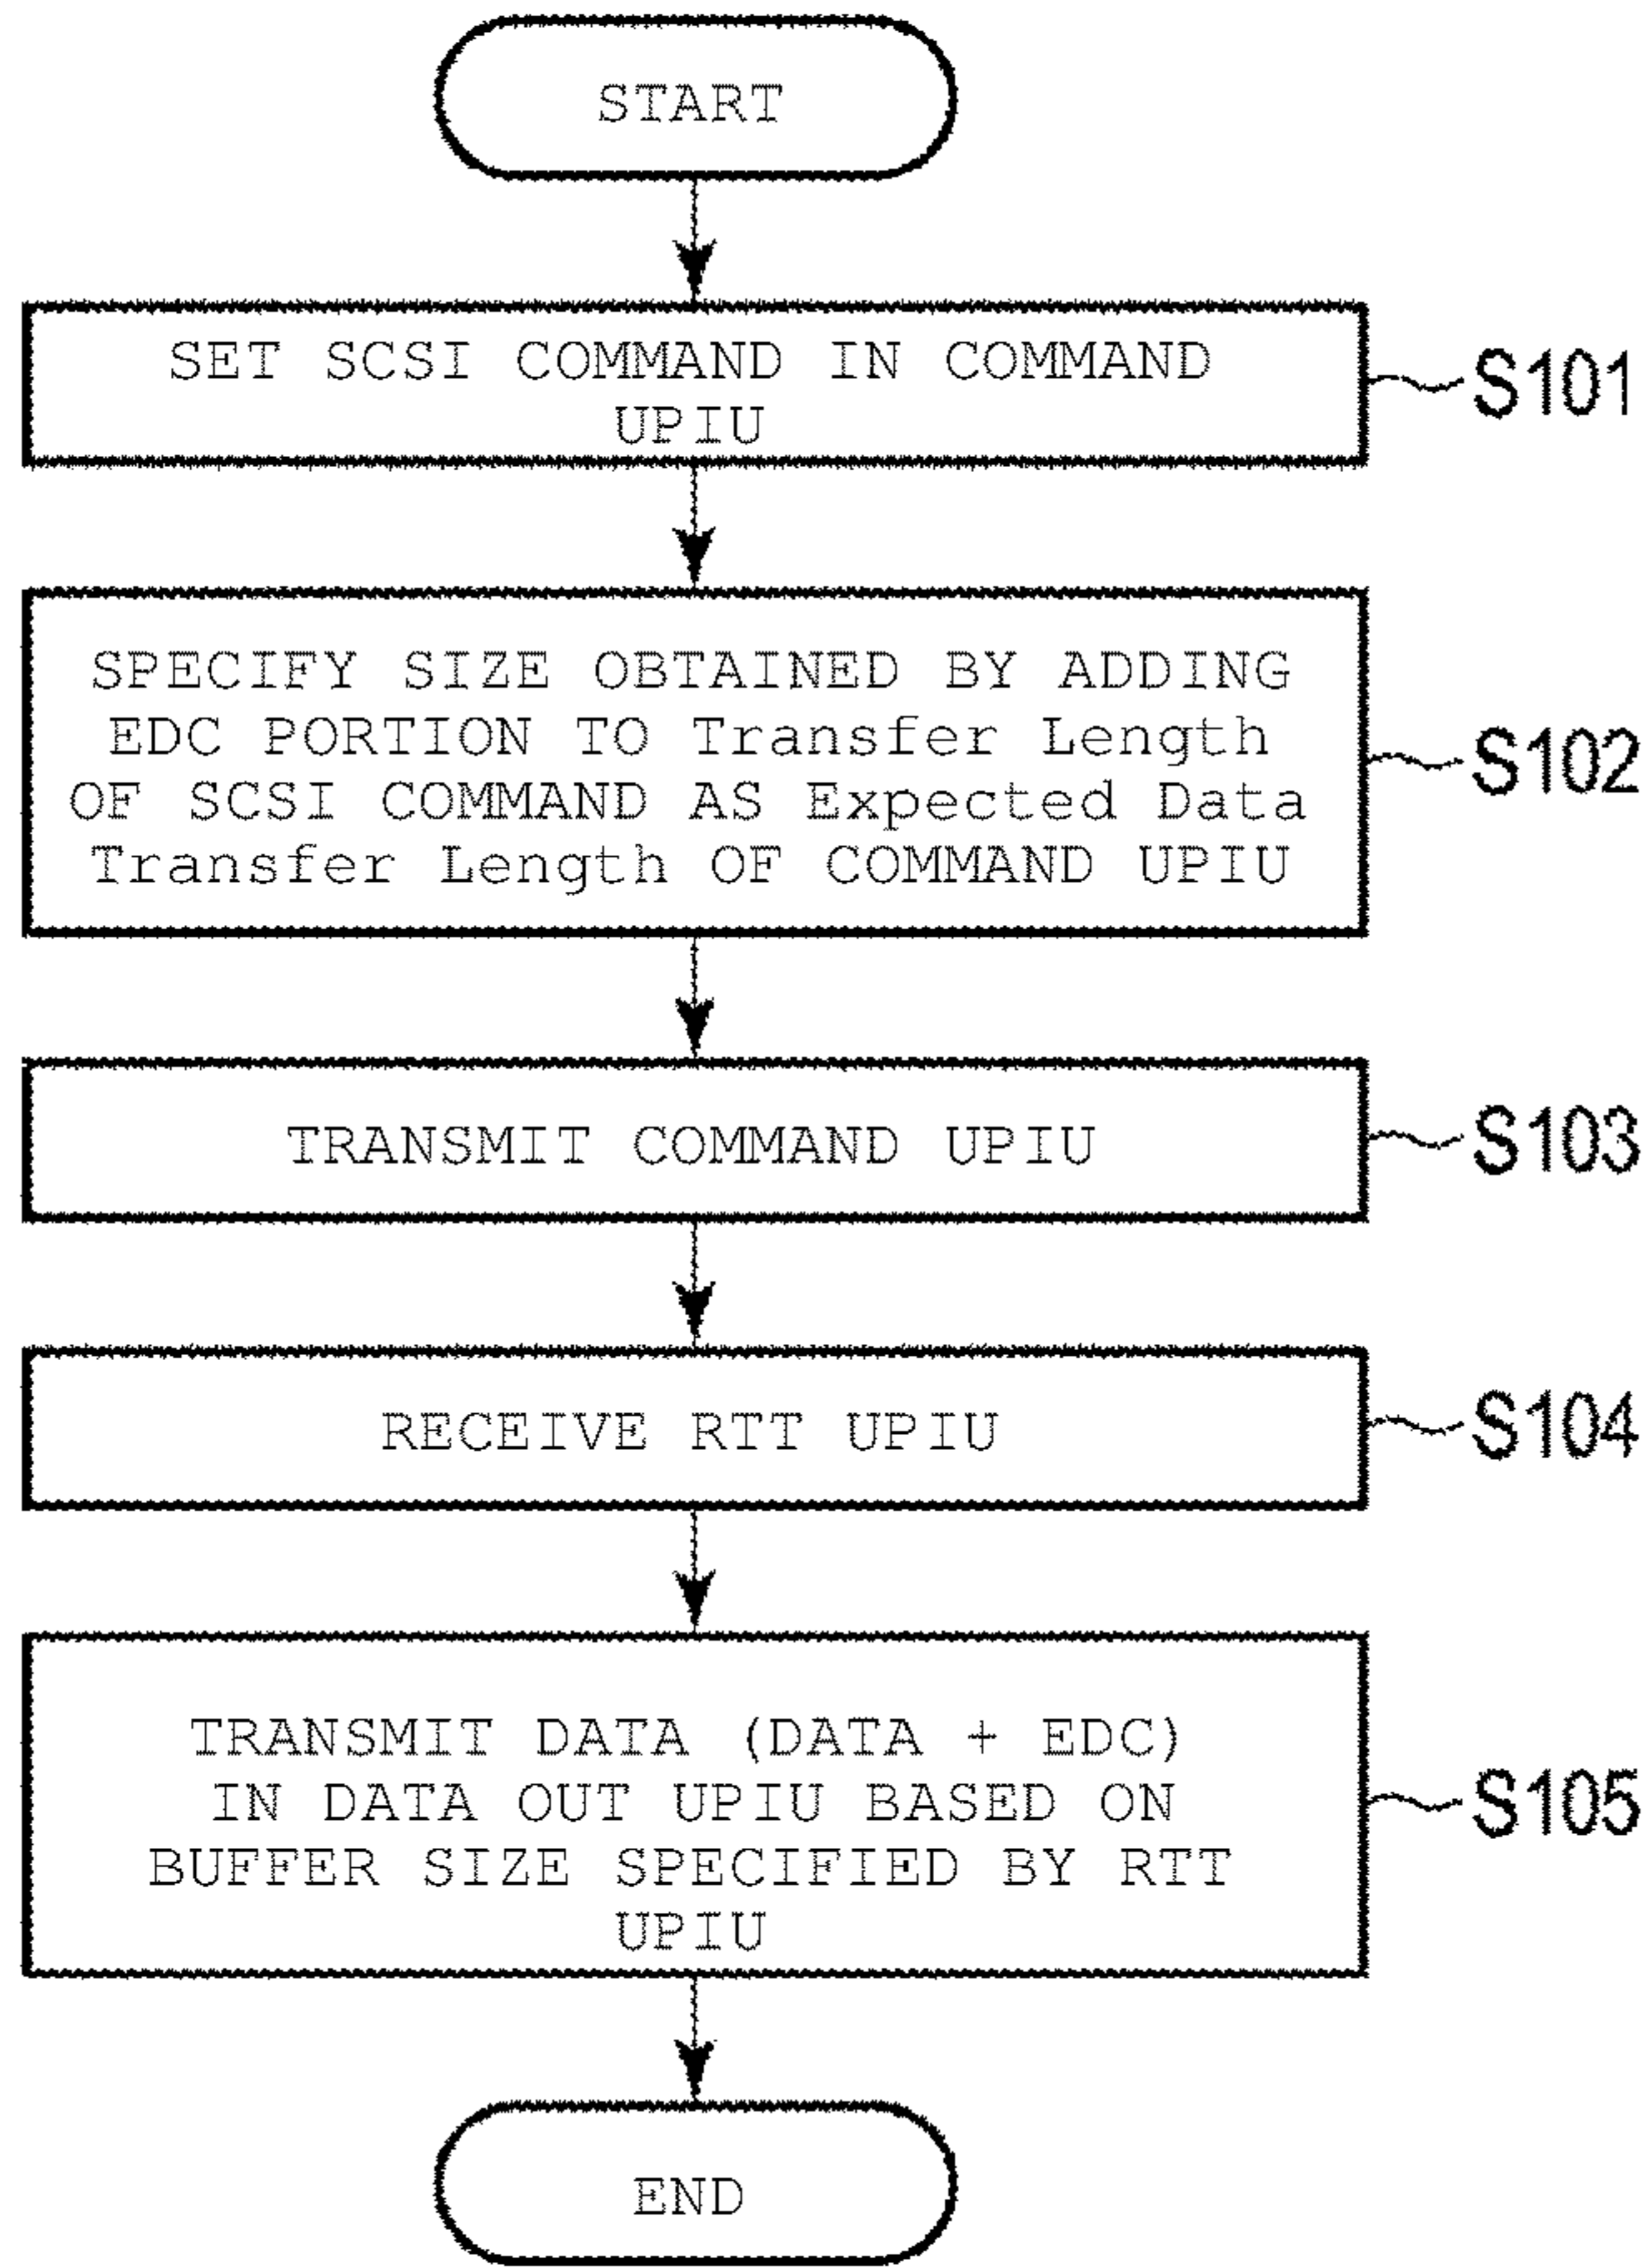 START
SET SCSI COMMAND IN COMMAND
UPIU
S101
SPECIFY SIZE OBTAINED BY ADDING
EDC PORTION TO Transfer Length
OF SCSI COMMAND AS Expected Data
Transfer Length OF COMMAND UPIU
S102
TRANSMIT COMMAND UPIU
S103
RECEIVE RTT UPIU
S104
TRANSMIT DATA (DATA + EDC)
IN DATA OUT UPIU BASED ON
BUFFER SIZE SPECIFIED BY RTT
UPIU
S105
END